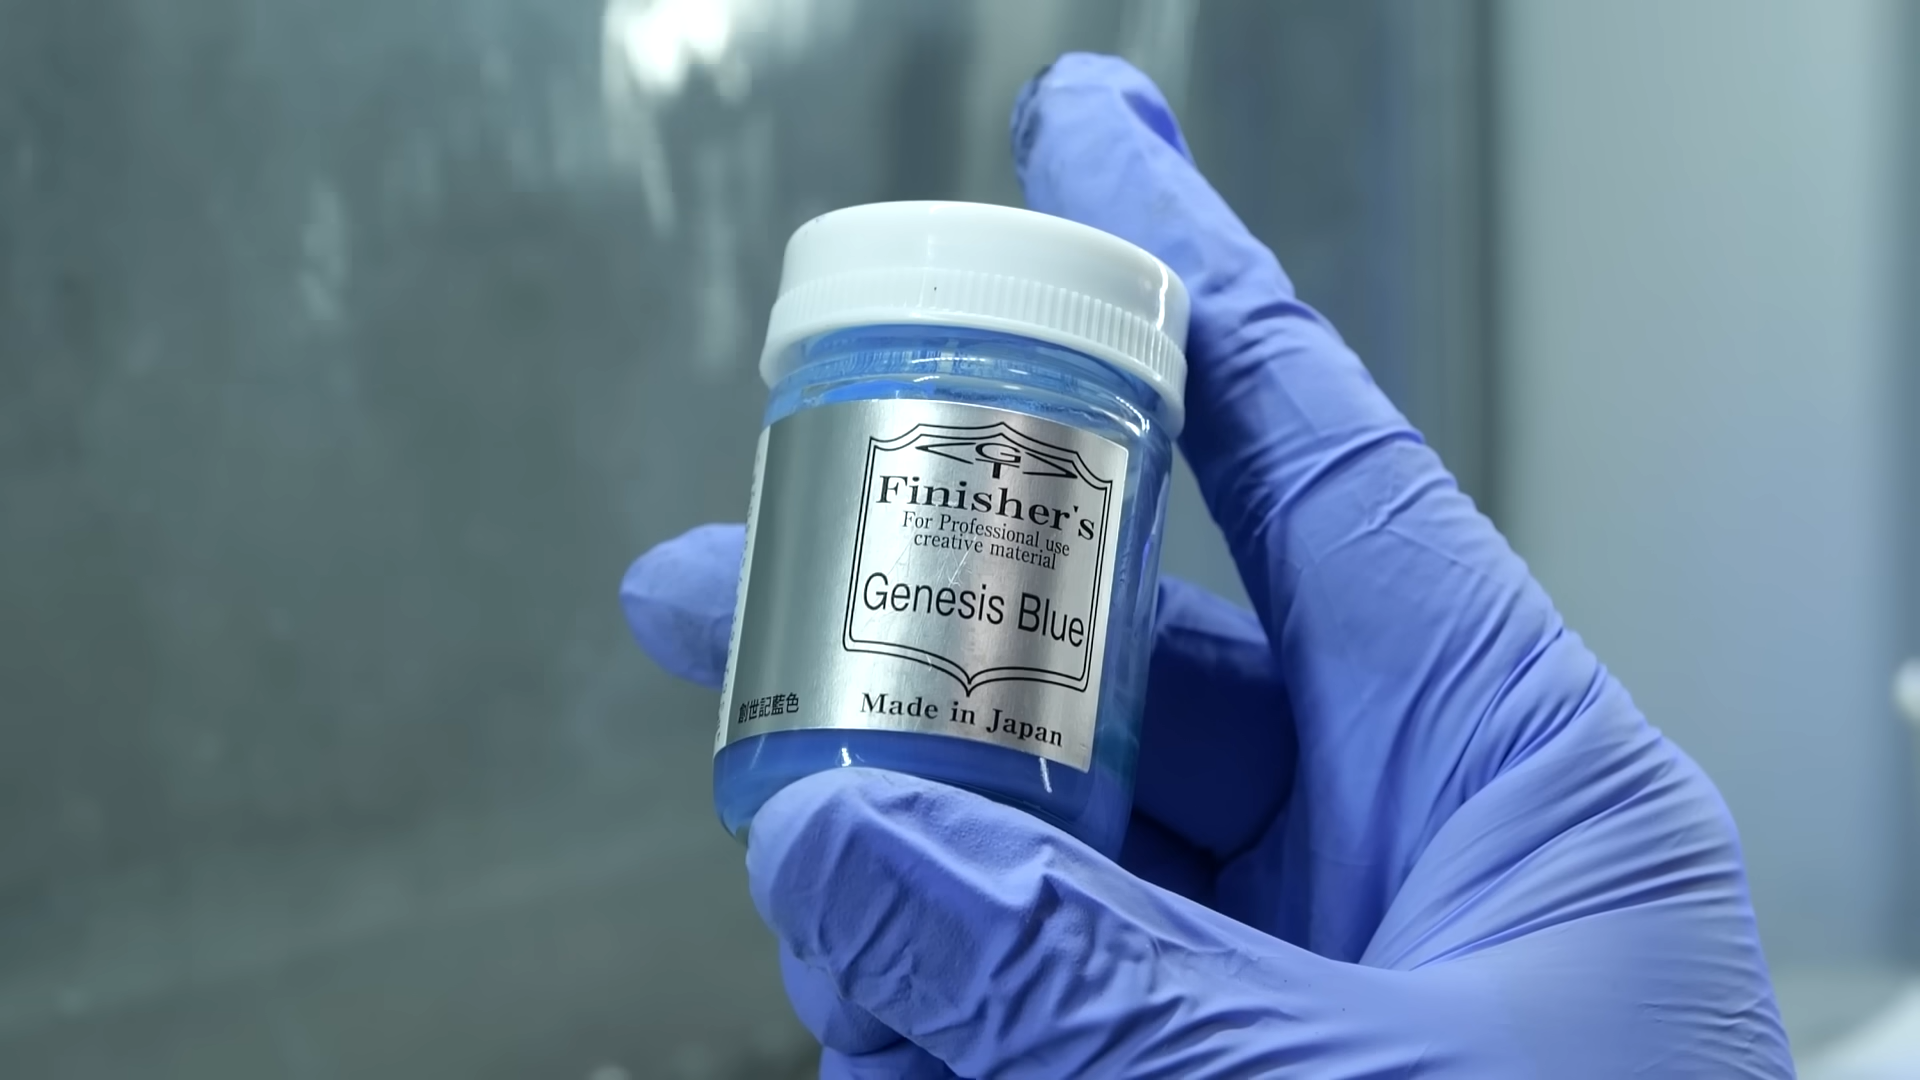 GT
Finisher's
For Professional use
creative material
Genesis Blue
Made in Japan
創世記藍色